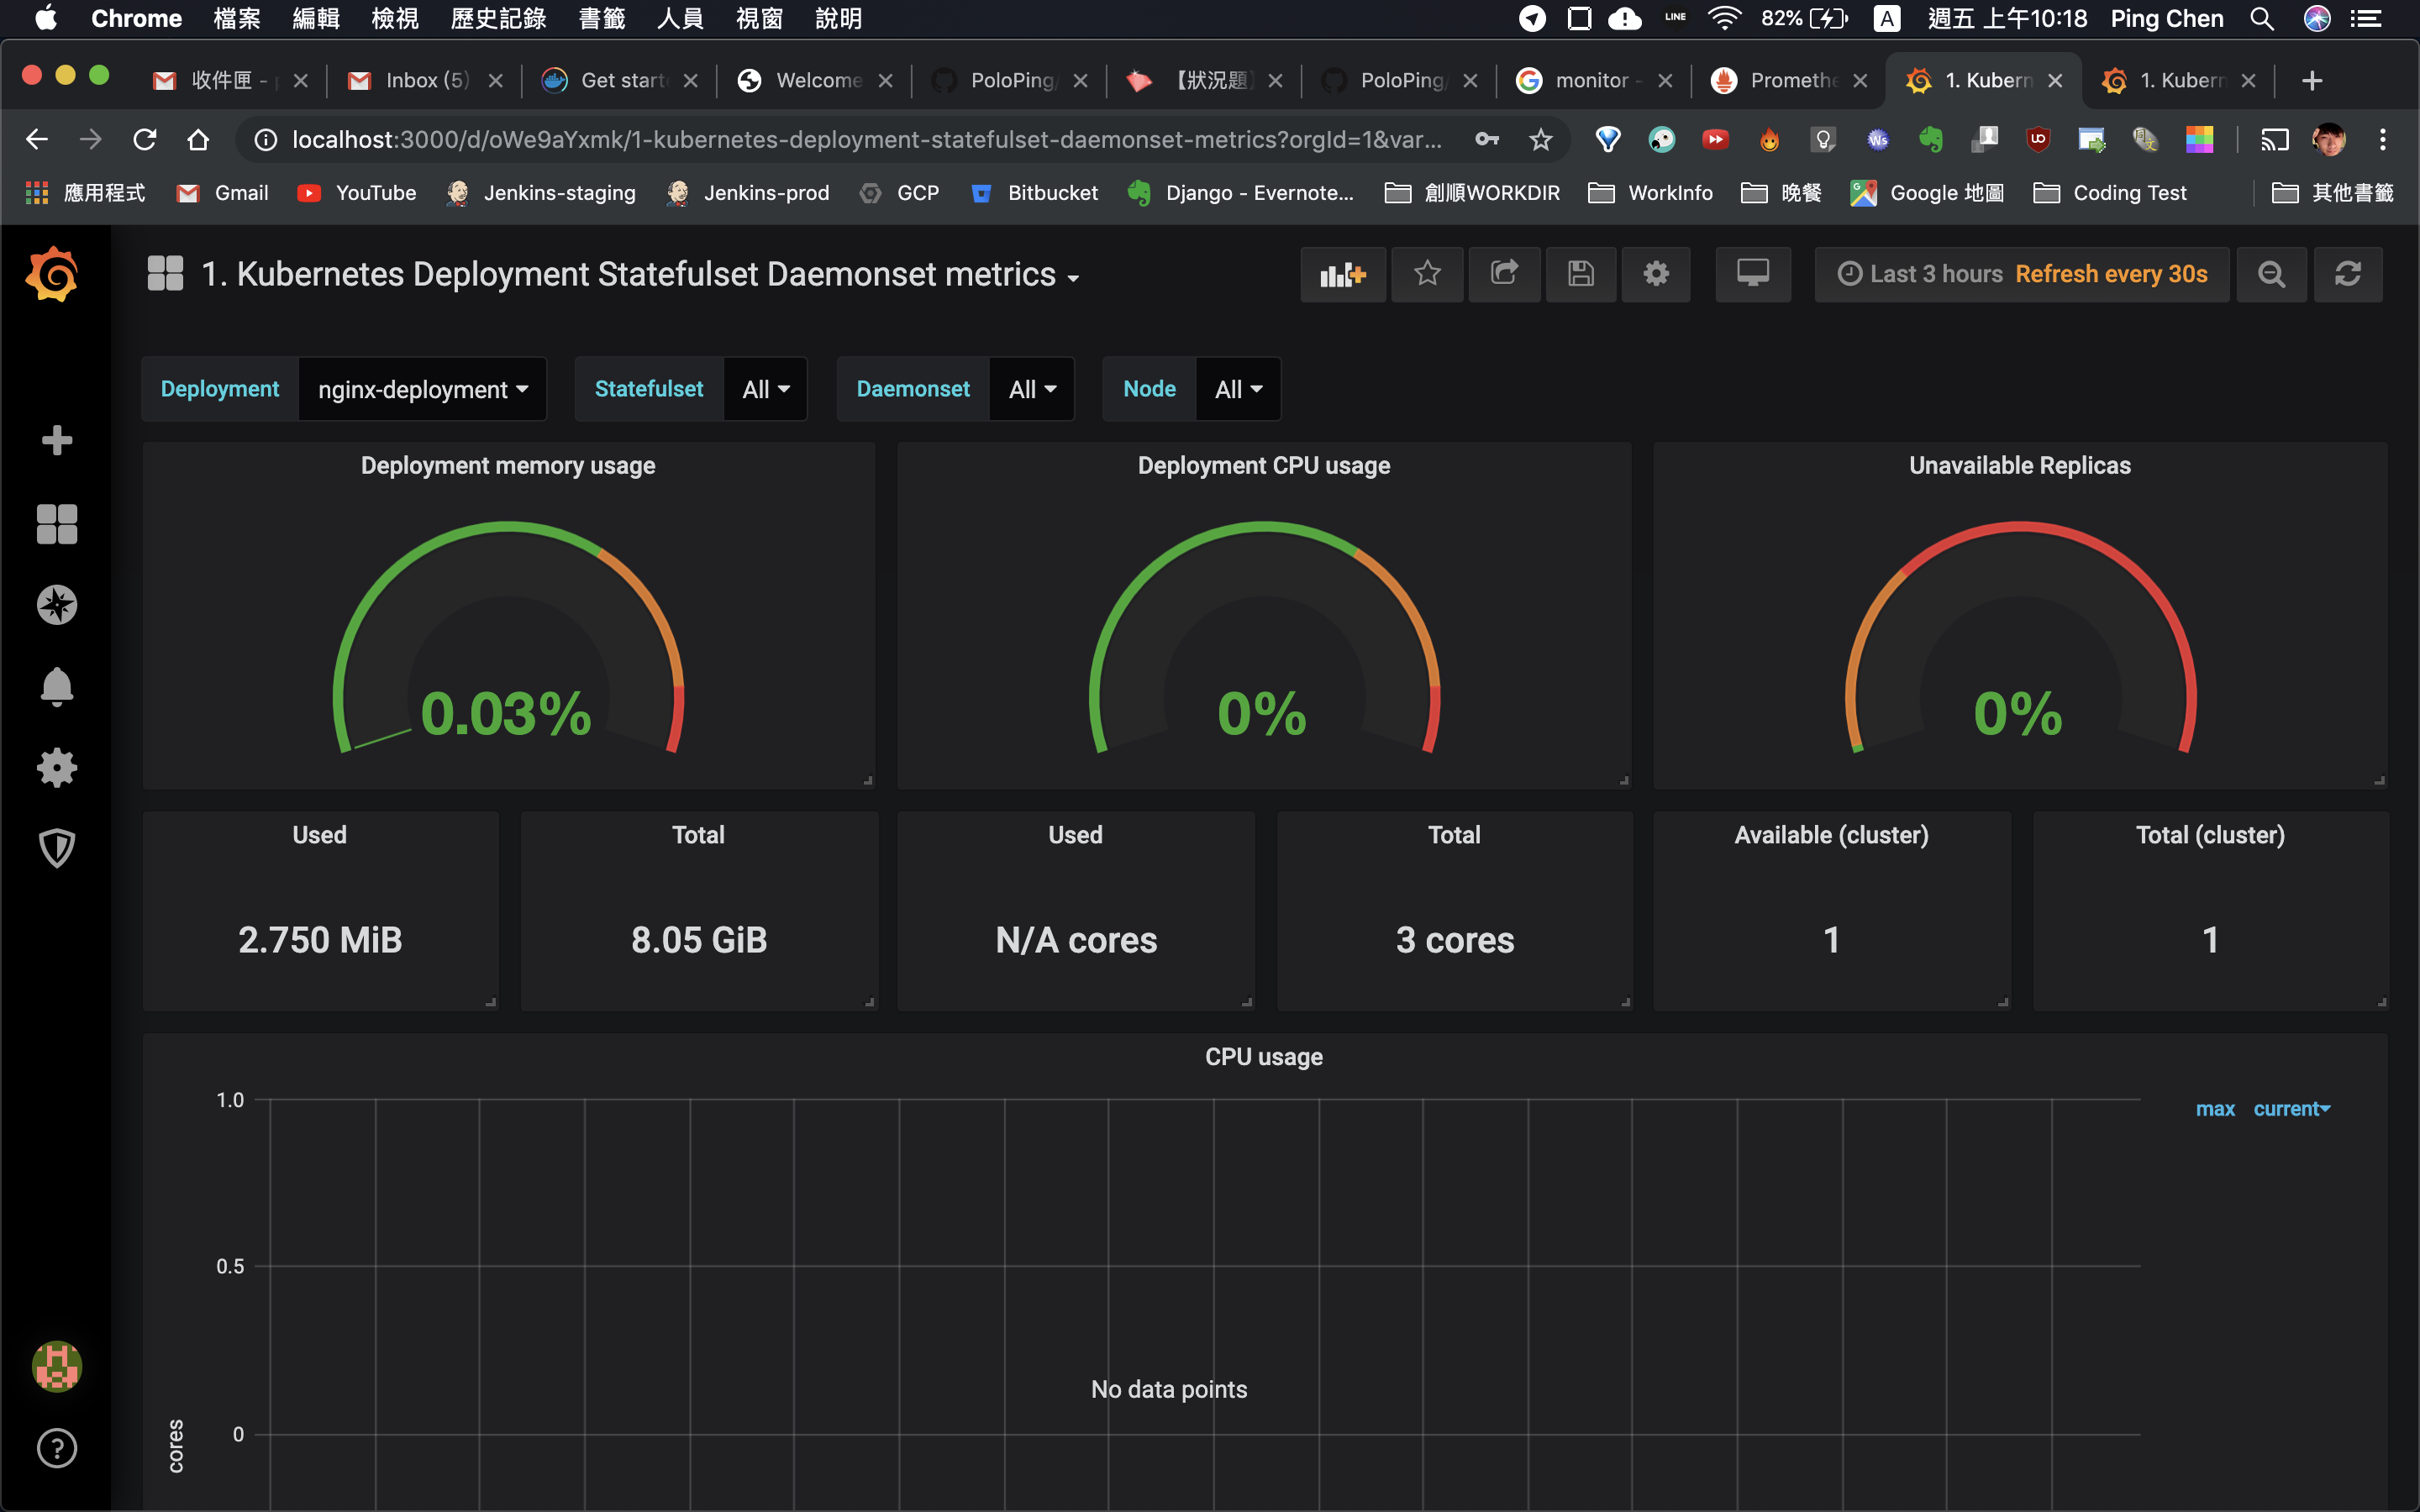 Chrome 檔案 編輯 檢視 歷史記錄 書籤 人員 視窗 說明 LINE 82% A 週五 上午10:18 Ping Chen
收件匣 - Inbox (5) Get start Welcome PoloPing/ 【狀況題】 PoloPing/ monitor - Promethe 1. Kubern 1. Kubern
localhost:3000/d/oWe9aYxmk/1-kubernetes-deployment-statefulset-daemonset-metrics?orgId=1&var... Ws
應用程式 Gmail YouTube Jenkins-staging Jenkins-prod GCP Bitbucket Django - Evernote... 創順WORKDIR WorkInfo 晚餐 Google 地圖 Coding Test 其他書籤
1. Kubernetes Deployment Statefulset Daemonset metrics Last 3 hours Refresh every 30s
Deployment nginx-deployment Statefulset All Daemonset All Node All
Deployment memory usage Deployment CPU usage Unavailable Replicas
0.03% 0% 0%
Used Total Used Total Available (cluster) Total (cluster)
2.750 MiB 8.05 GiB N/A cores 3 cores 1 1
CPU usage
1.0
max current
0.5
No data points
0
cores